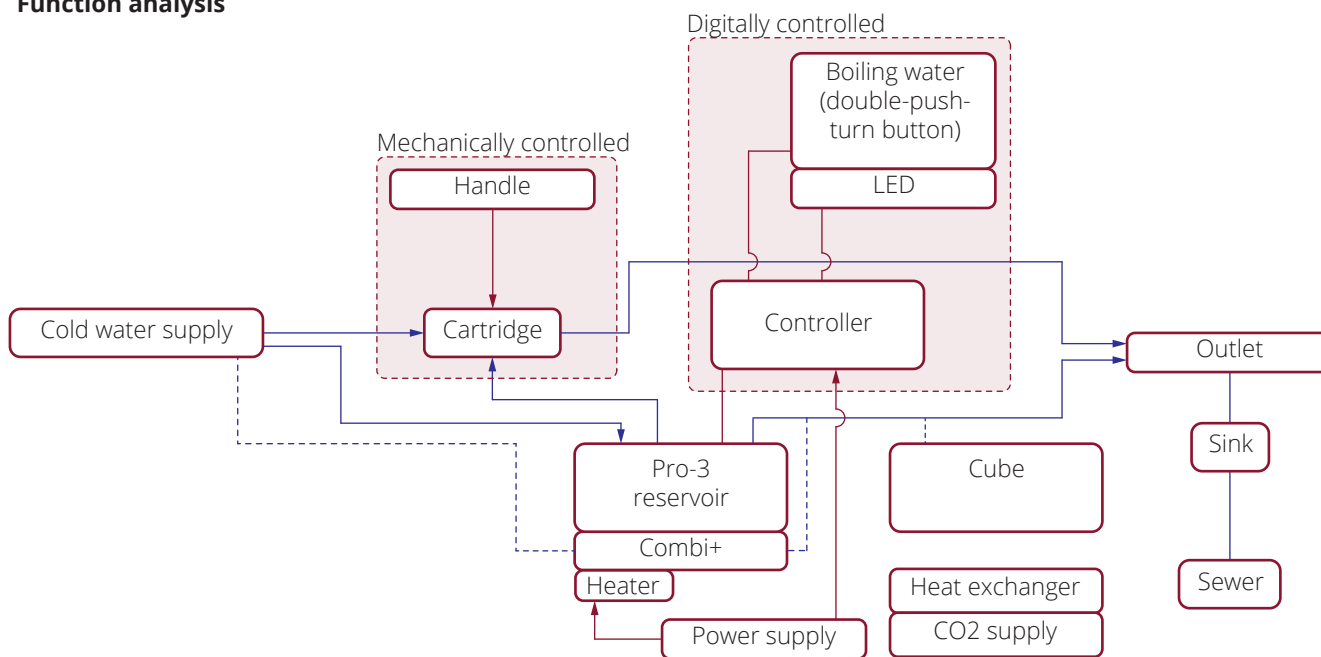 Function analysis
Digitally controlled
Boiling water
(double-push-
turn button)
LED
Mechanically controlled
Handle
Cold water supply
Cartridge
Controller
Outlet
Pro-3
reservoir
Cube
Sink
Combi+
Heater
Heat exchanger
Sewer
Power supply
CO2 supply